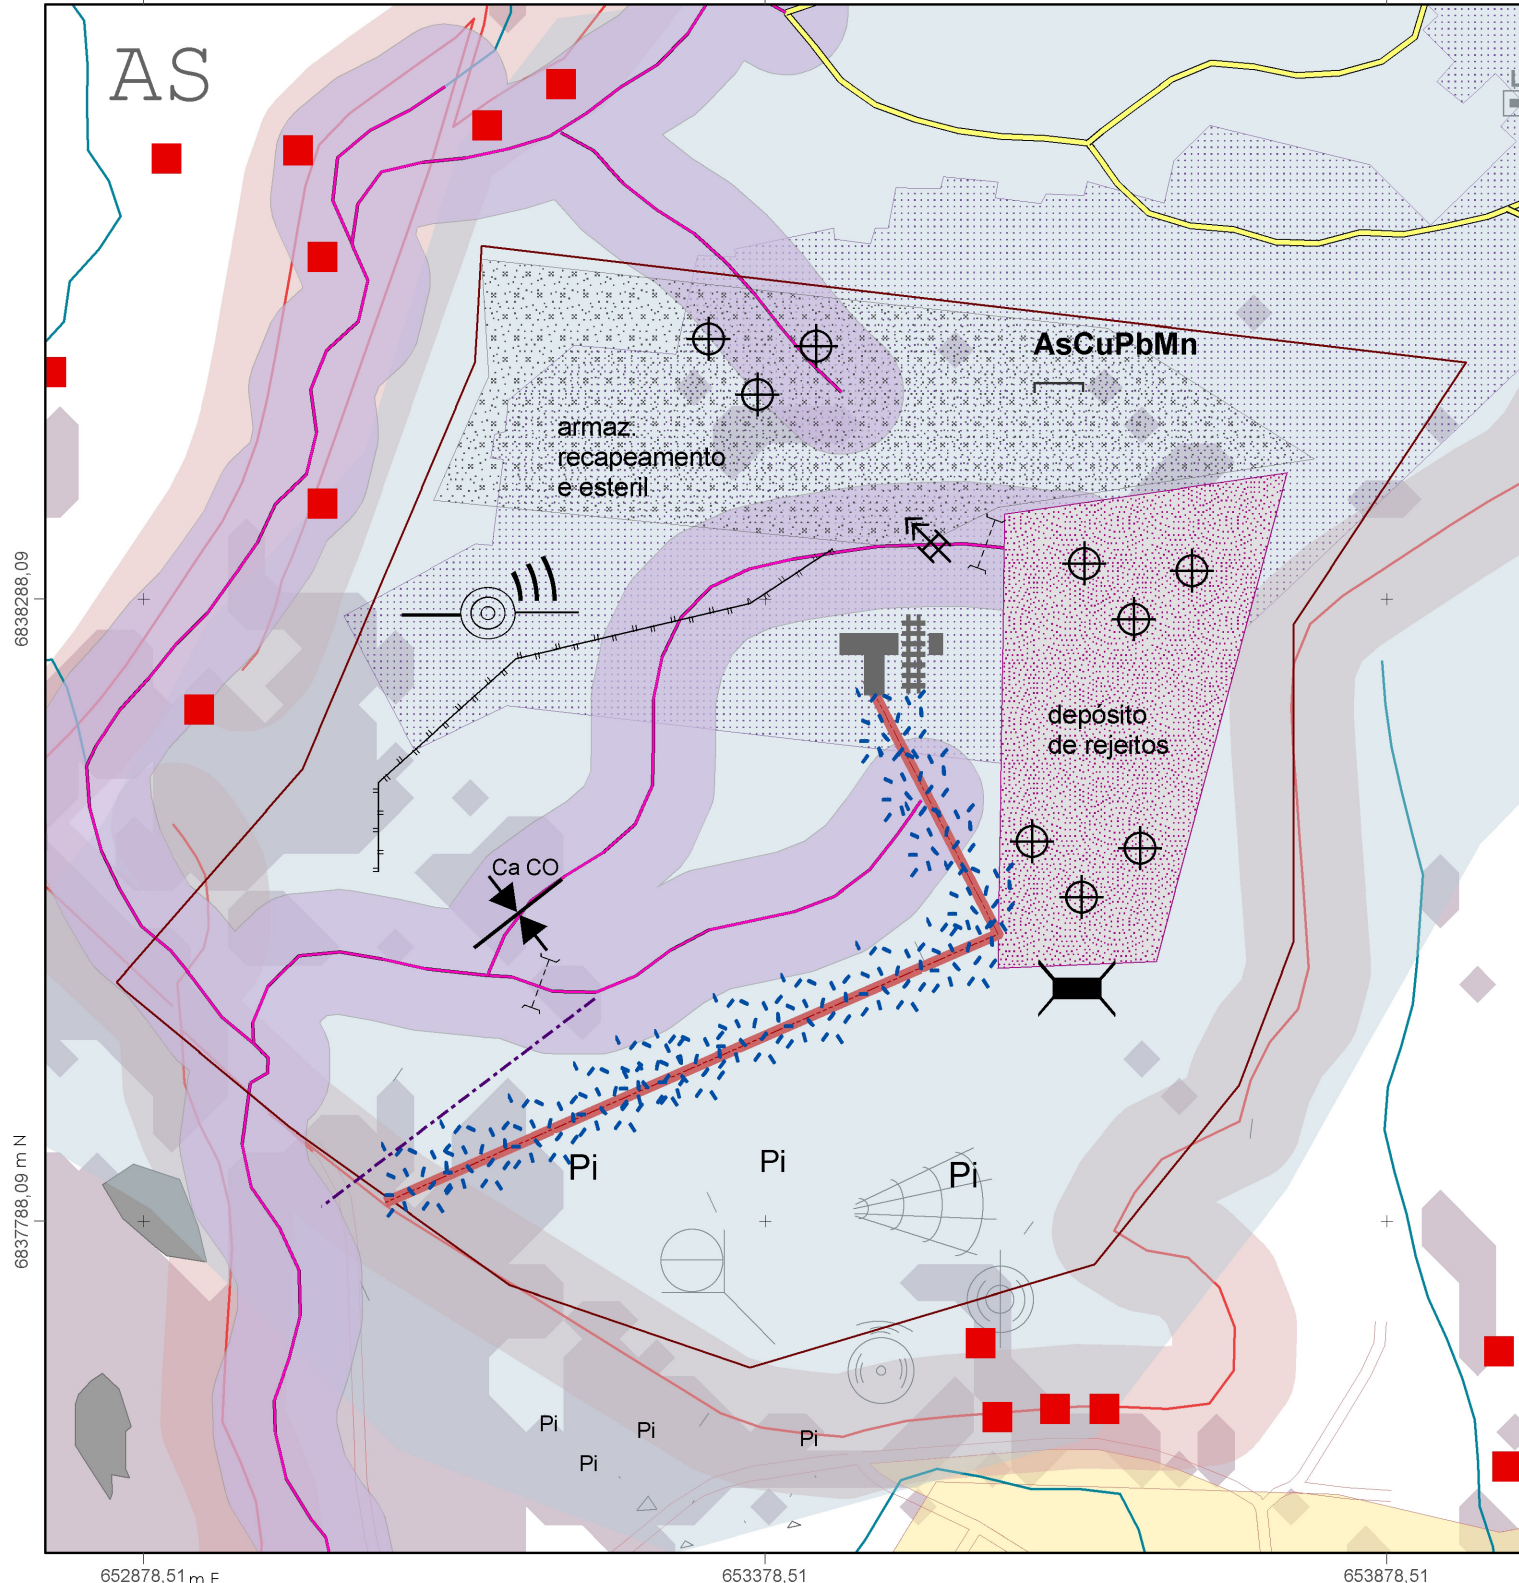 AS
AsCuPbMn
armaz.
recapeamento
e esteril
6838288,09
depósito
de rejeitos
Ca CO
6837788,09 m N
Pi
Pi
Pi
Pi
Pi
Pi
Pi
652878,51 m E
653378,51
653878,51